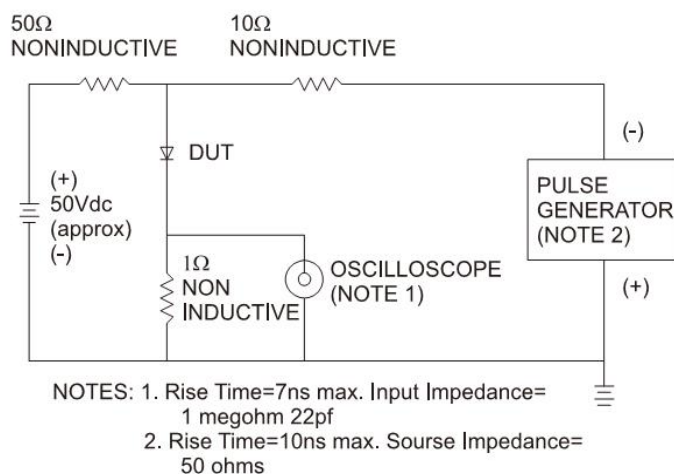 50Ω
NONINDUCTIVE
10Ω
NONINDUCTIVE
DUT
(+)
50Vdc
(approx)
(-)
1Ω
NON
INDUCTIVE
OSCILLOSCOPE
(NOTE 1)
(-)
PULSE
GENERATOR
(NOTE 2)
(+)
NOTES: 1. Rise Time=7ns max. Input Impedance=
1 megohm 22pf
2. Rise Time=10ns max. Sourse Impedance=
50 ohms